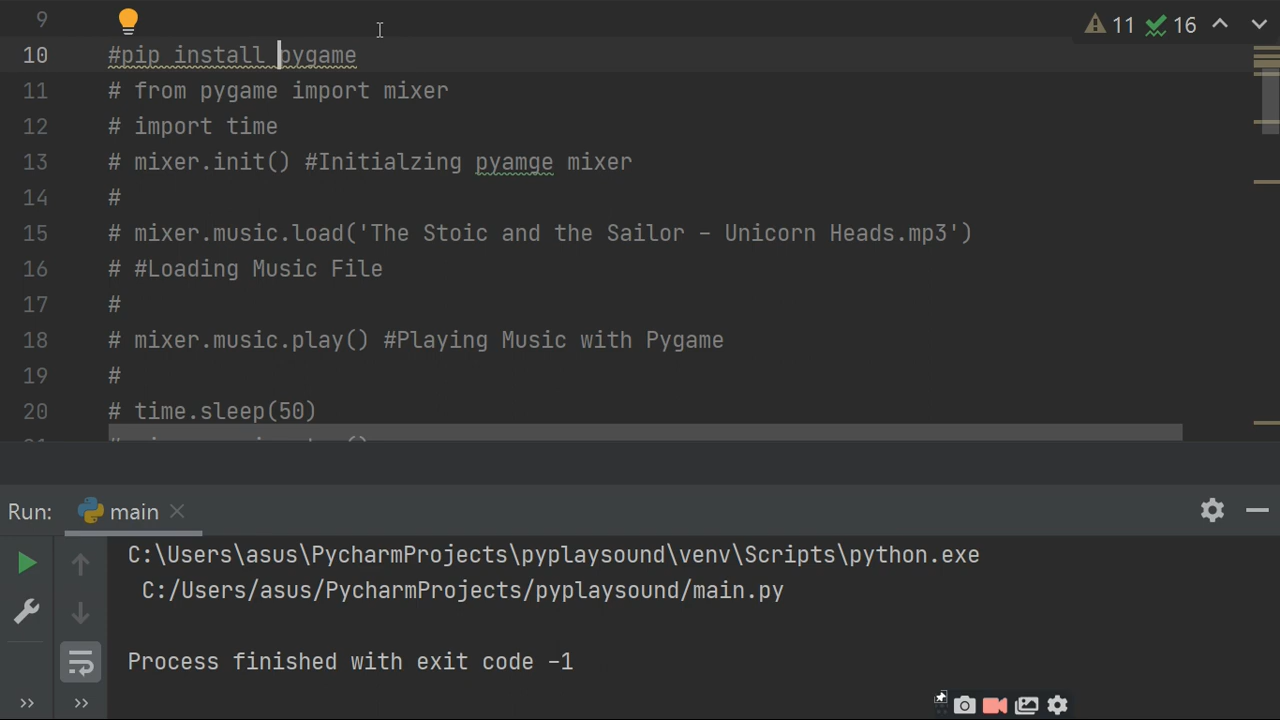 9
11 16
10 #pip install pygame
11 # from pygame import mixer
12 # import time
13 # mixer.init() #Initialzing pyamge mixer
14 #
15 # mixer.music.load('The Stoic and the Sailor - Unicorn Heads.mp3')
16 # #Loading Music File
17 #
18 # mixer.music.play() #Playing Music with Pygame
19 #
20 # time.sleep(50)
Run: main
C:\Users\asus\PycharmProjects\pyplaysound\venv\Scripts\python.exe
C:/Users/asus/PycharmProjects/pyplaysound/main.py
Process finished with exit code -1